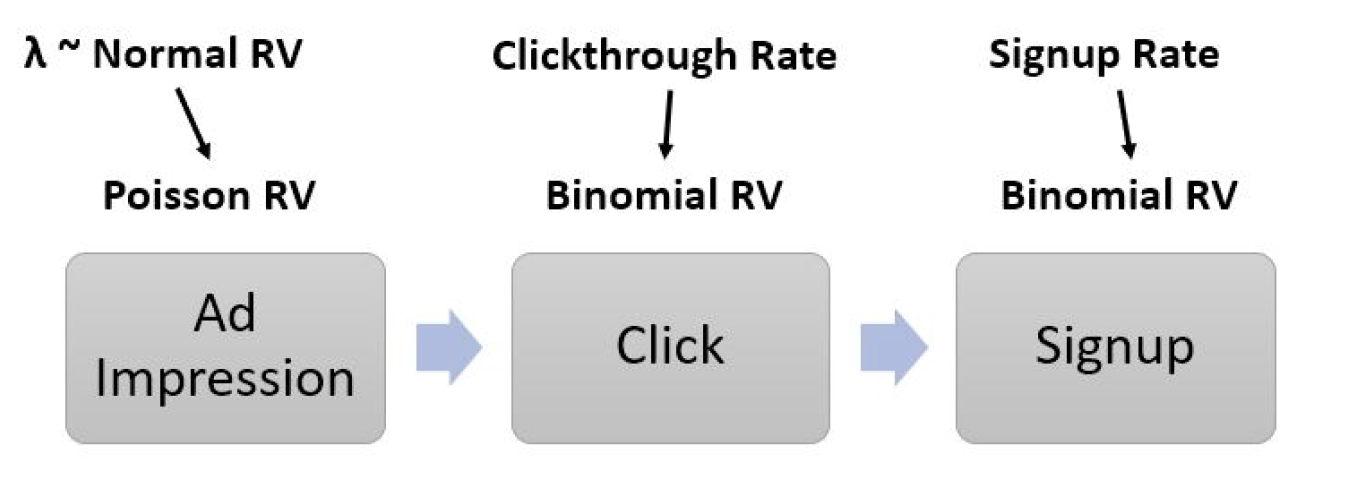 λ ~ Normal RV
Clickthrough Rate
Signup Rate
Poisson RV
Binomial RV
Binomial RV
Ad
Impression
Click
Signup